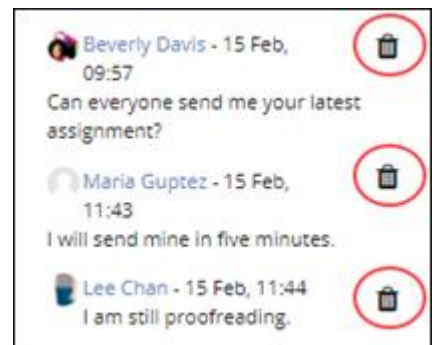 Beverly Davis - 15 Feb,
09:57
Can everyone send me your latest
assignment?
Maria Guptez - 15 Feb,
11:43
I will send mine in five minutes.
Lee Chan - 15 Feb, 11:44
I am still proofreading.